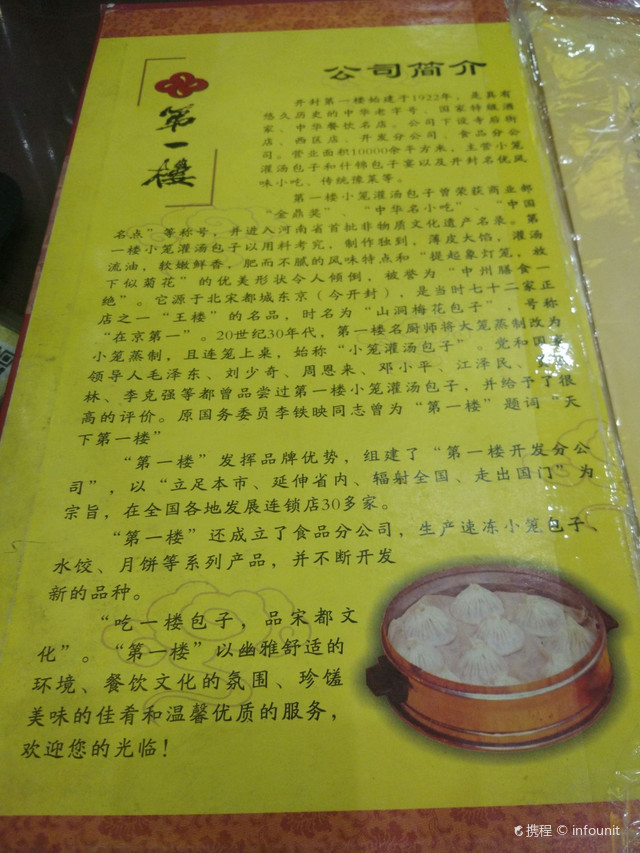 第一楼
公司简介
开封第一楼始建于1922年，是具有
悠久历史的中华老字号、国家特级酒
家、中华餐饮名店。公司下设寺后街
店、西区店、开发分公司、食品分公
司。营业面积10000余平方米，主营小笼
灌汤包子和什锦包子宴以及开封名优风
味小吃、传统豫菜等。
第一楼小笼灌汤包子曾荣获商业部
“金鼎奖”、“中华名小吃”、“中国
名点”等称号，并进入河南省首批非物质文化遗产名录。第
一楼小笼灌汤包子以用料考究，制作独到，薄皮大馅，灌汤
流油，软嫩鲜香，肥而不腻的风味特点和“提起象灯笼，放
下似菊花”的优美形状令人倾倒，被誉为“中州膳食一
绝”。它源于北宋都城东京（今开封），是当时七十二家正
店之一“王楼”的名品，时名为“山洞梅花包子”，号称
“在京第一”。20世纪30年代，第一楼名厨师将大笼蒸制改为
小笼蒸制，且连笼上桌，始称“小笼灌汤包子”。党和国家
领导人毛泽东、刘少奇、周恩来、邓小平、江泽民、
林、李克强等都曾品尝过第一楼小笼灌汤包子，并给予了很
高的评价。原国务委员李铁映同志曾为“第一楼”题词“天
下第一楼”
“第一楼”发挥品牌优势，组建了“第一楼开发分公
司”，以“立足本市、延伸省内、辐射全国、走出国门”为
宗旨，在全国各地发展连锁店30多家。
“第一楼”还成立了食品分公司，生产速冻小笼包子、
水饺、月饼等系列产品，并不断开发
新的品种。
“吃一楼包子，品宋都文
化”。“第一楼”以幽雅舒适的
环境、餐饮文化的氛围、珍馐
美味的佳肴和温馨优质的服务，
欢迎您的光临！
携程 © infounit